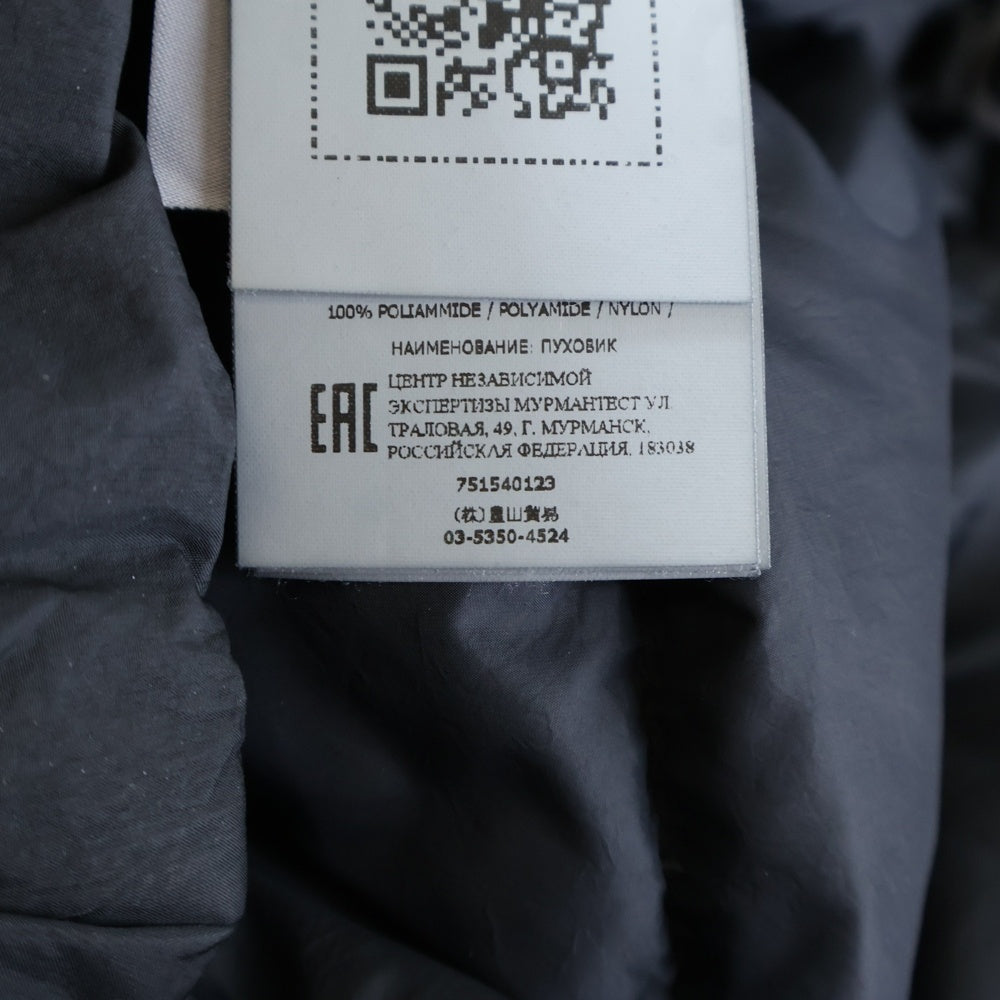 100% POLIAMMIDE / POLYAMIDE / NYLON /
НАИМЕНОВАНИЕ: ПУХОВИК
EAC
ЦЕНТР НЕЗАВИСИМОЙ
ЭКСПЕРТИЗЫ МУРМАНТЕСТ УЛ.
ТРАЛОВАЯ, 49, Г. МУРМАНСК,
РОССИЙСКАЯ ФЕДЕРАЦИЯ, 183038
751540123
(株)豊山貿易
03-5350-4524